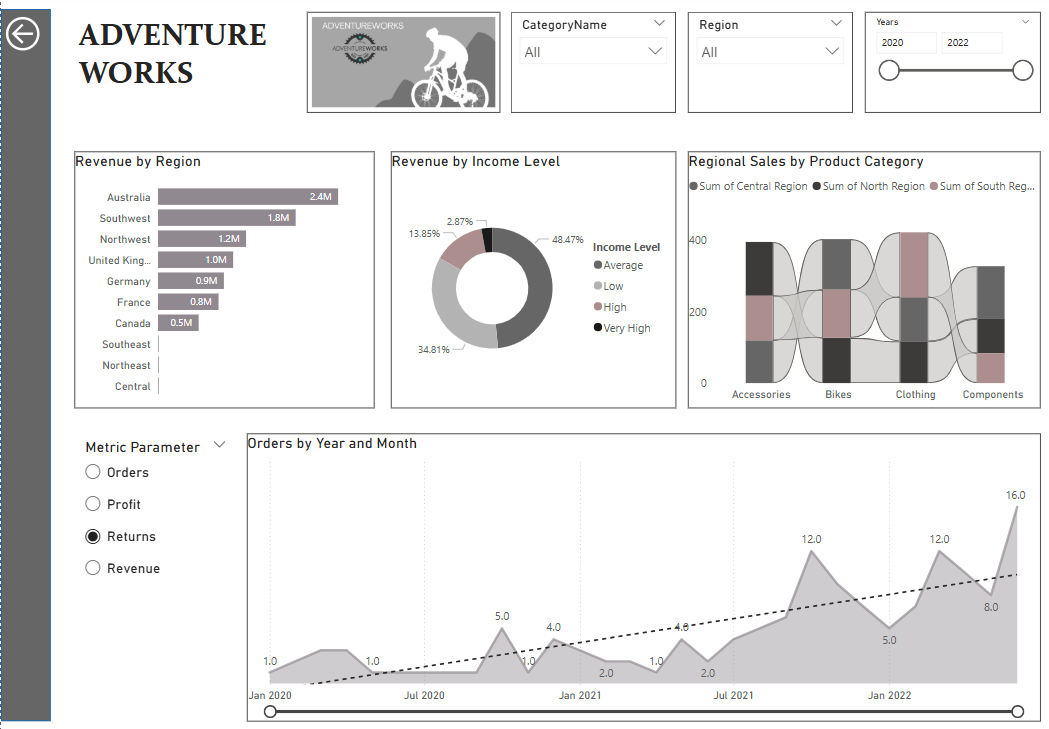 ADVENTURE
WORKS
ADVENTUREWORKS
ADVENTUREWORKS
CategoryName
All
Region
All
Years
2020 2022
Revenue by Region
Australia 2.4M
Southwest 1.8M
Northwest 1.2M
United King... 1.0M
Germany 0.9M
France 0.8M
Canada 0.5M
Southeast
Northeast
Central
Revenue by Income Level
2.87%
13.85%
48.47%
34.81%
Income Level
Average
Low
High
Very High
Regional Sales by Product Category
Sum of Central Region Sum of North Region Sum of South Reg...
400
200
0
Accessories Bikes Clothing Components
Metric Parameter
Orders
Profit
Returns
Revenue
Orders by Year and Month
1.0 1.0 5.0 1.0 4.0 2.0 1.0 4.0 2.0 12.0 5.0 12.0 8.0 16.0
Jan 2020 Jul 2020 Jan 2021 Jul 2021 Jan 2022